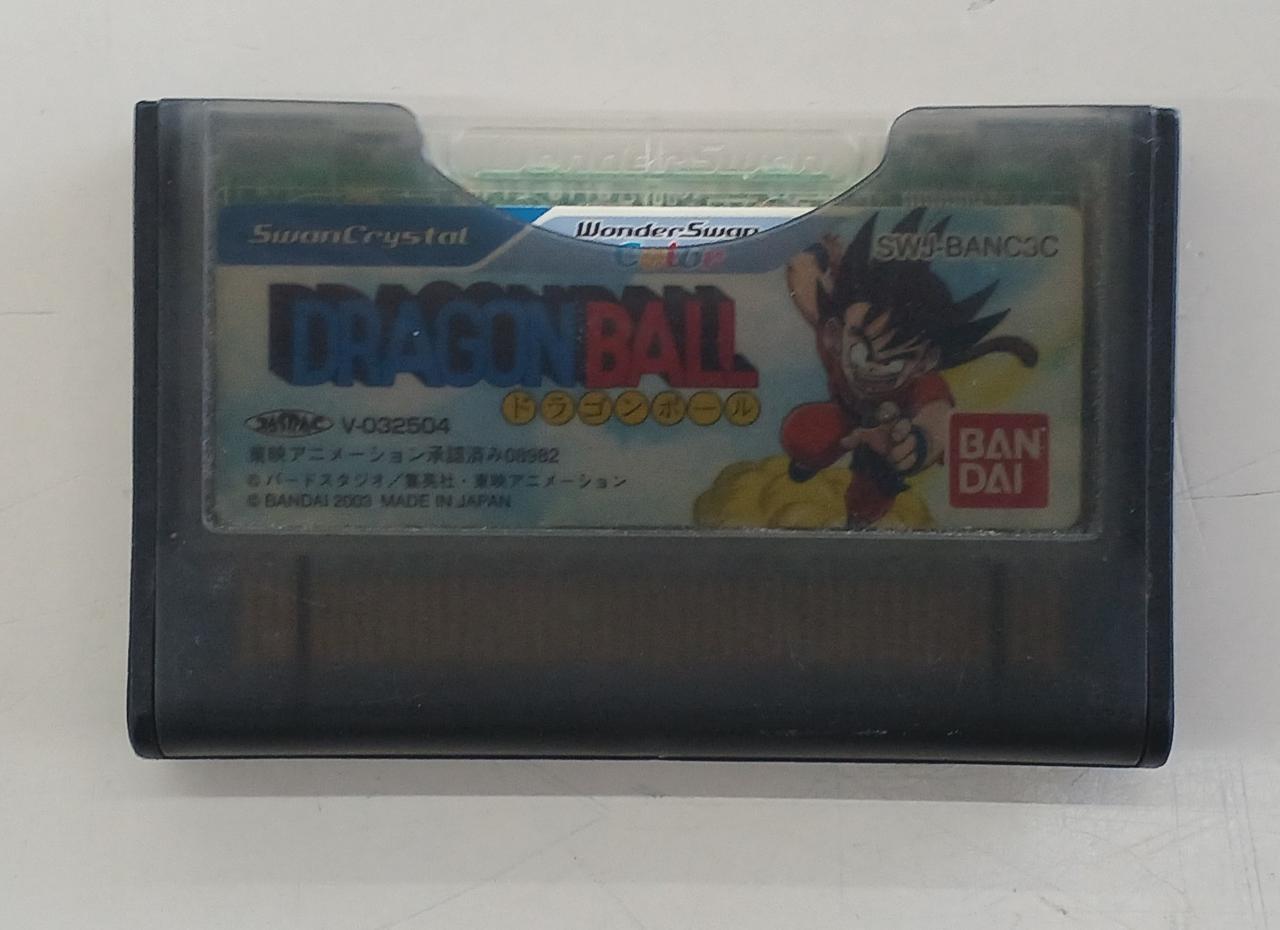 WonderSwan
SwanCrystal
WonderSwan
Color
SWJ-BANC3C
DRAGON BALL
ドラゴンボール
V-032504
東映アニメーション承認済み08982
© バードスタジオ／集英社・東映アニメーション
© BANDAI 2003 MADE IN JAPAN
BAN
DAI